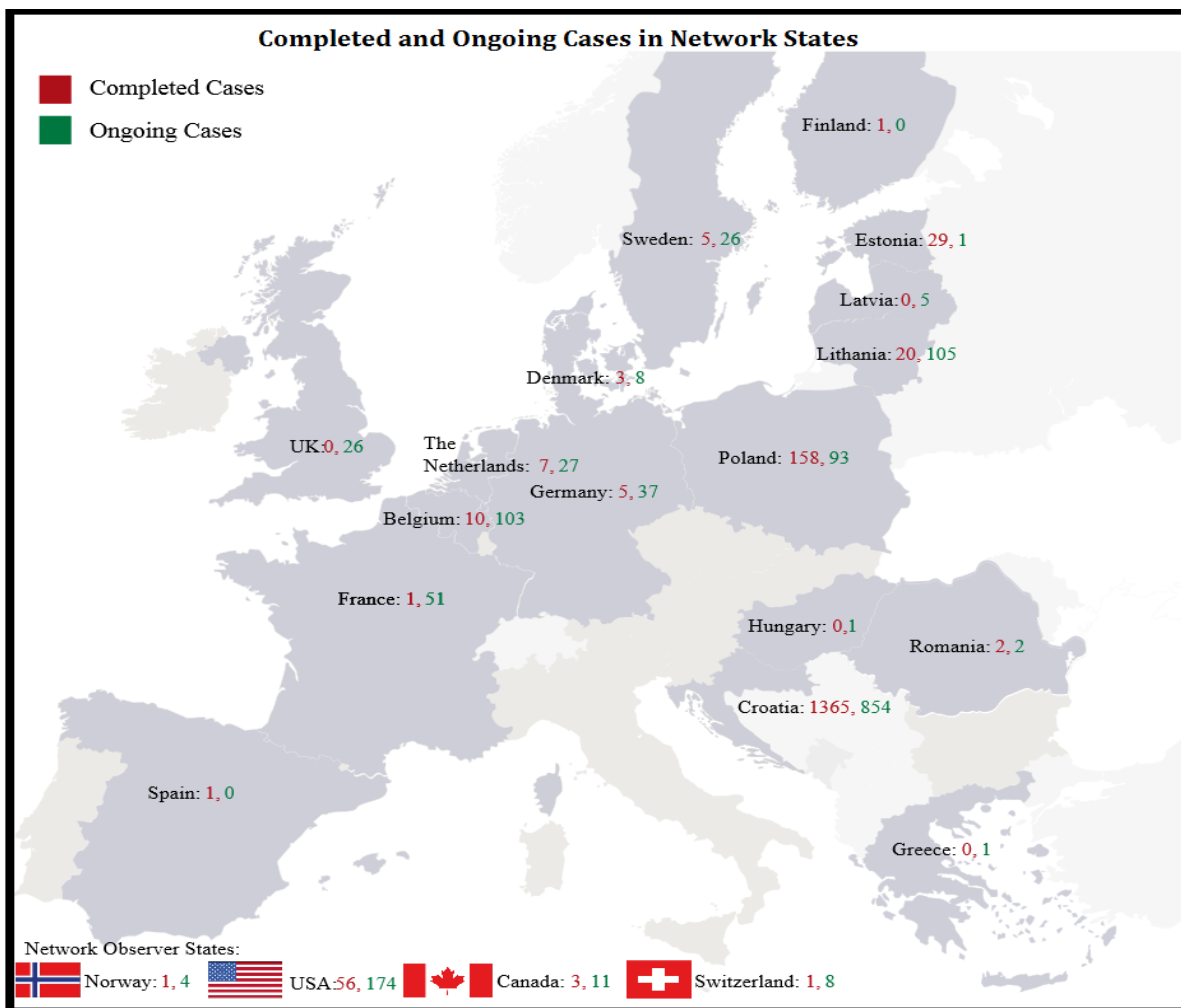 Completed and Ongoing Cases in Network States
Completed Cases
Ongoing Cases
Finland: 1, 0
Sweden: 5, 26
Estonia: 29, 1
Latvia: 0, 5
Lithania: 20, 105
Denmark: 3, 8
UK:0, 26
The
Netherlands: 7, 27
Poland: 158, 93
Germany: 5, 37
Belgium: 10, 103
France: 1, 51
Hungary: 0,1
Romania: 2, 2
Croatia: 1365, 854
Spain: 1, 0
Greece: 0, 1
Network Observer States:
Norway: 1, 4
USA:56, 174
Canada: 3, 11
Switzerland: 1, 8